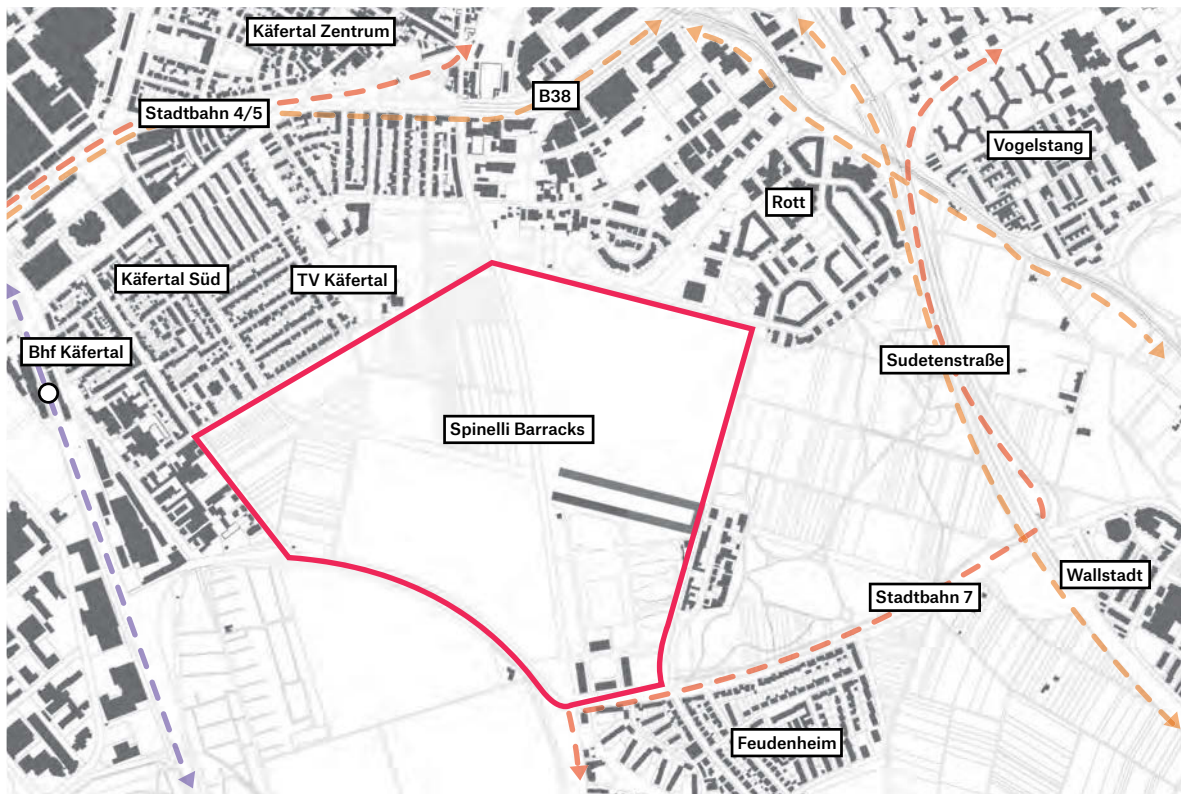 Käfertal Zentrum
B38
Stadtbahn 4/5
Vogelstang
Rott
Käfertal Süd
TV Käfertal
Bhf Käfertal
Sudetenstraße
Spinelli Barracks
Wallstadt
Stadtbahn 7
Feudenheim